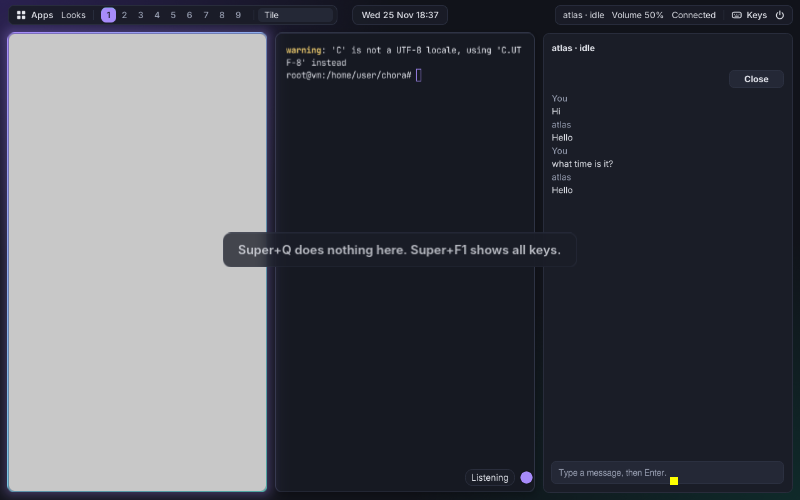 Apps Looks 1 2 3 4 5 6 7 8 9 Tile
Wed 25 Nov 18:37
atlas · idle Volume 50% Connected Keys
warning: 'C' is not a UTF-8 locale, using 'C.UT
F-8' instead
root@vm:/home/user/chora#
atlas · idle
Close
You
Hi
atlas
Hello
You
what time is it?
atlas
Hello
Super+Q does nothing here. Super+F1 shows all keys.
Listening
Type a message, then Enter.